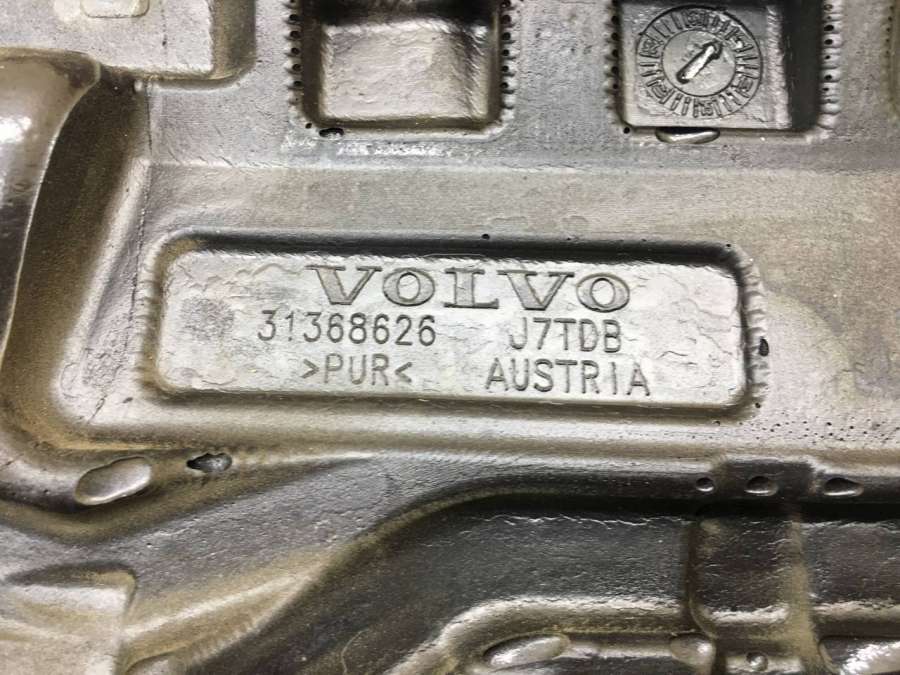 VOLVO
31368626 J7TDB
>PUR< AUSTRIA